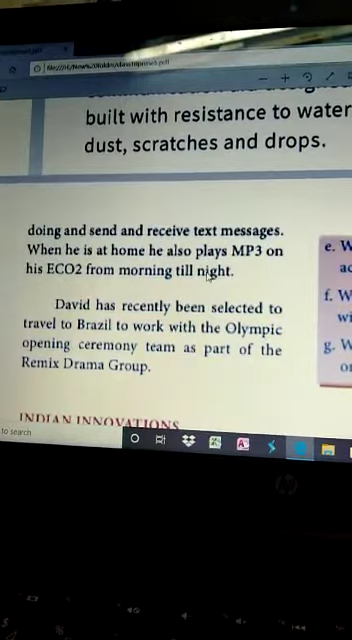 built with resistance to water
dust, scratches and drops.
doing and send and receive text messages.
When he is at home he also plays MP3 on
his ECO2 from morning till night.
David has recently been selected to
travel to Brazil to work with the Olympic
opening ceremony team as part of the
Remix Drama Group.
e. W
f. W
wi
g. W
INDIAN INNOVATIONS
to search